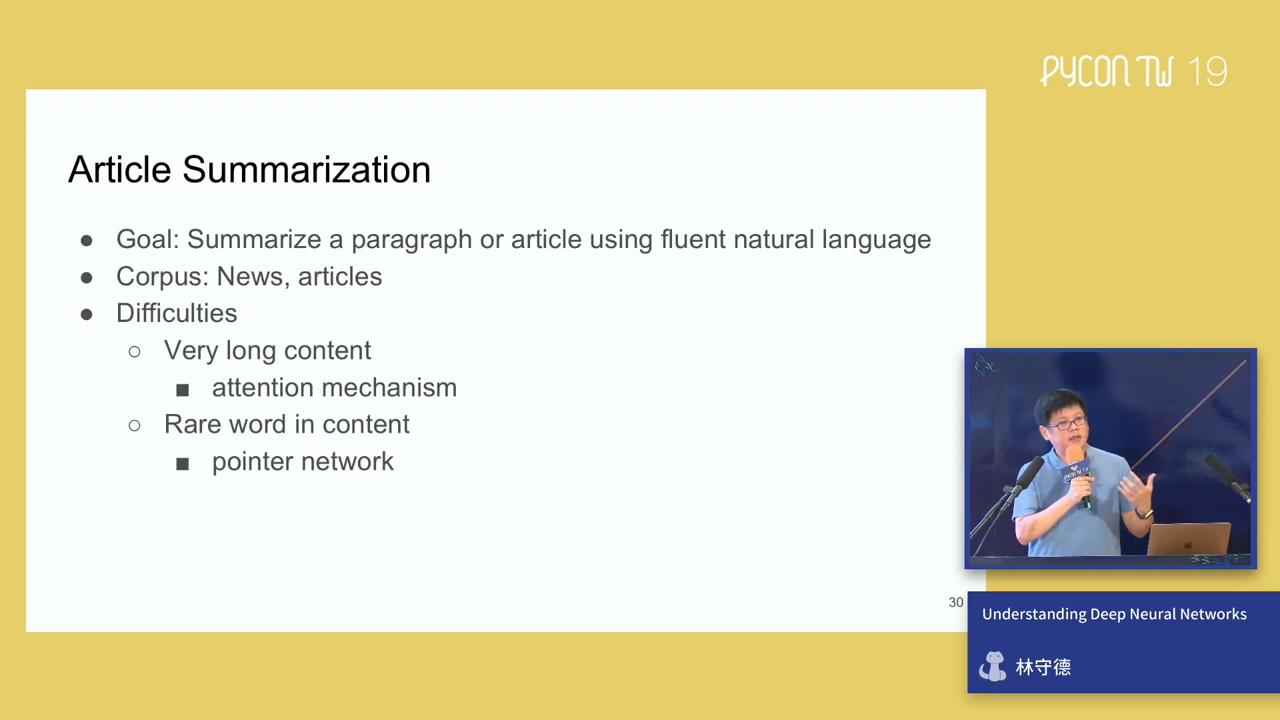 PYCON TW 19
Article Summarization
● Goal: Summarize a paragraph or article using fluent natural language
● Corpus: News, articles
● Difficulties
○ Very long content
■ attention mechanism
○ Rare word in content
■ pointer network
30
Understanding Deep Neural Networks
林守德